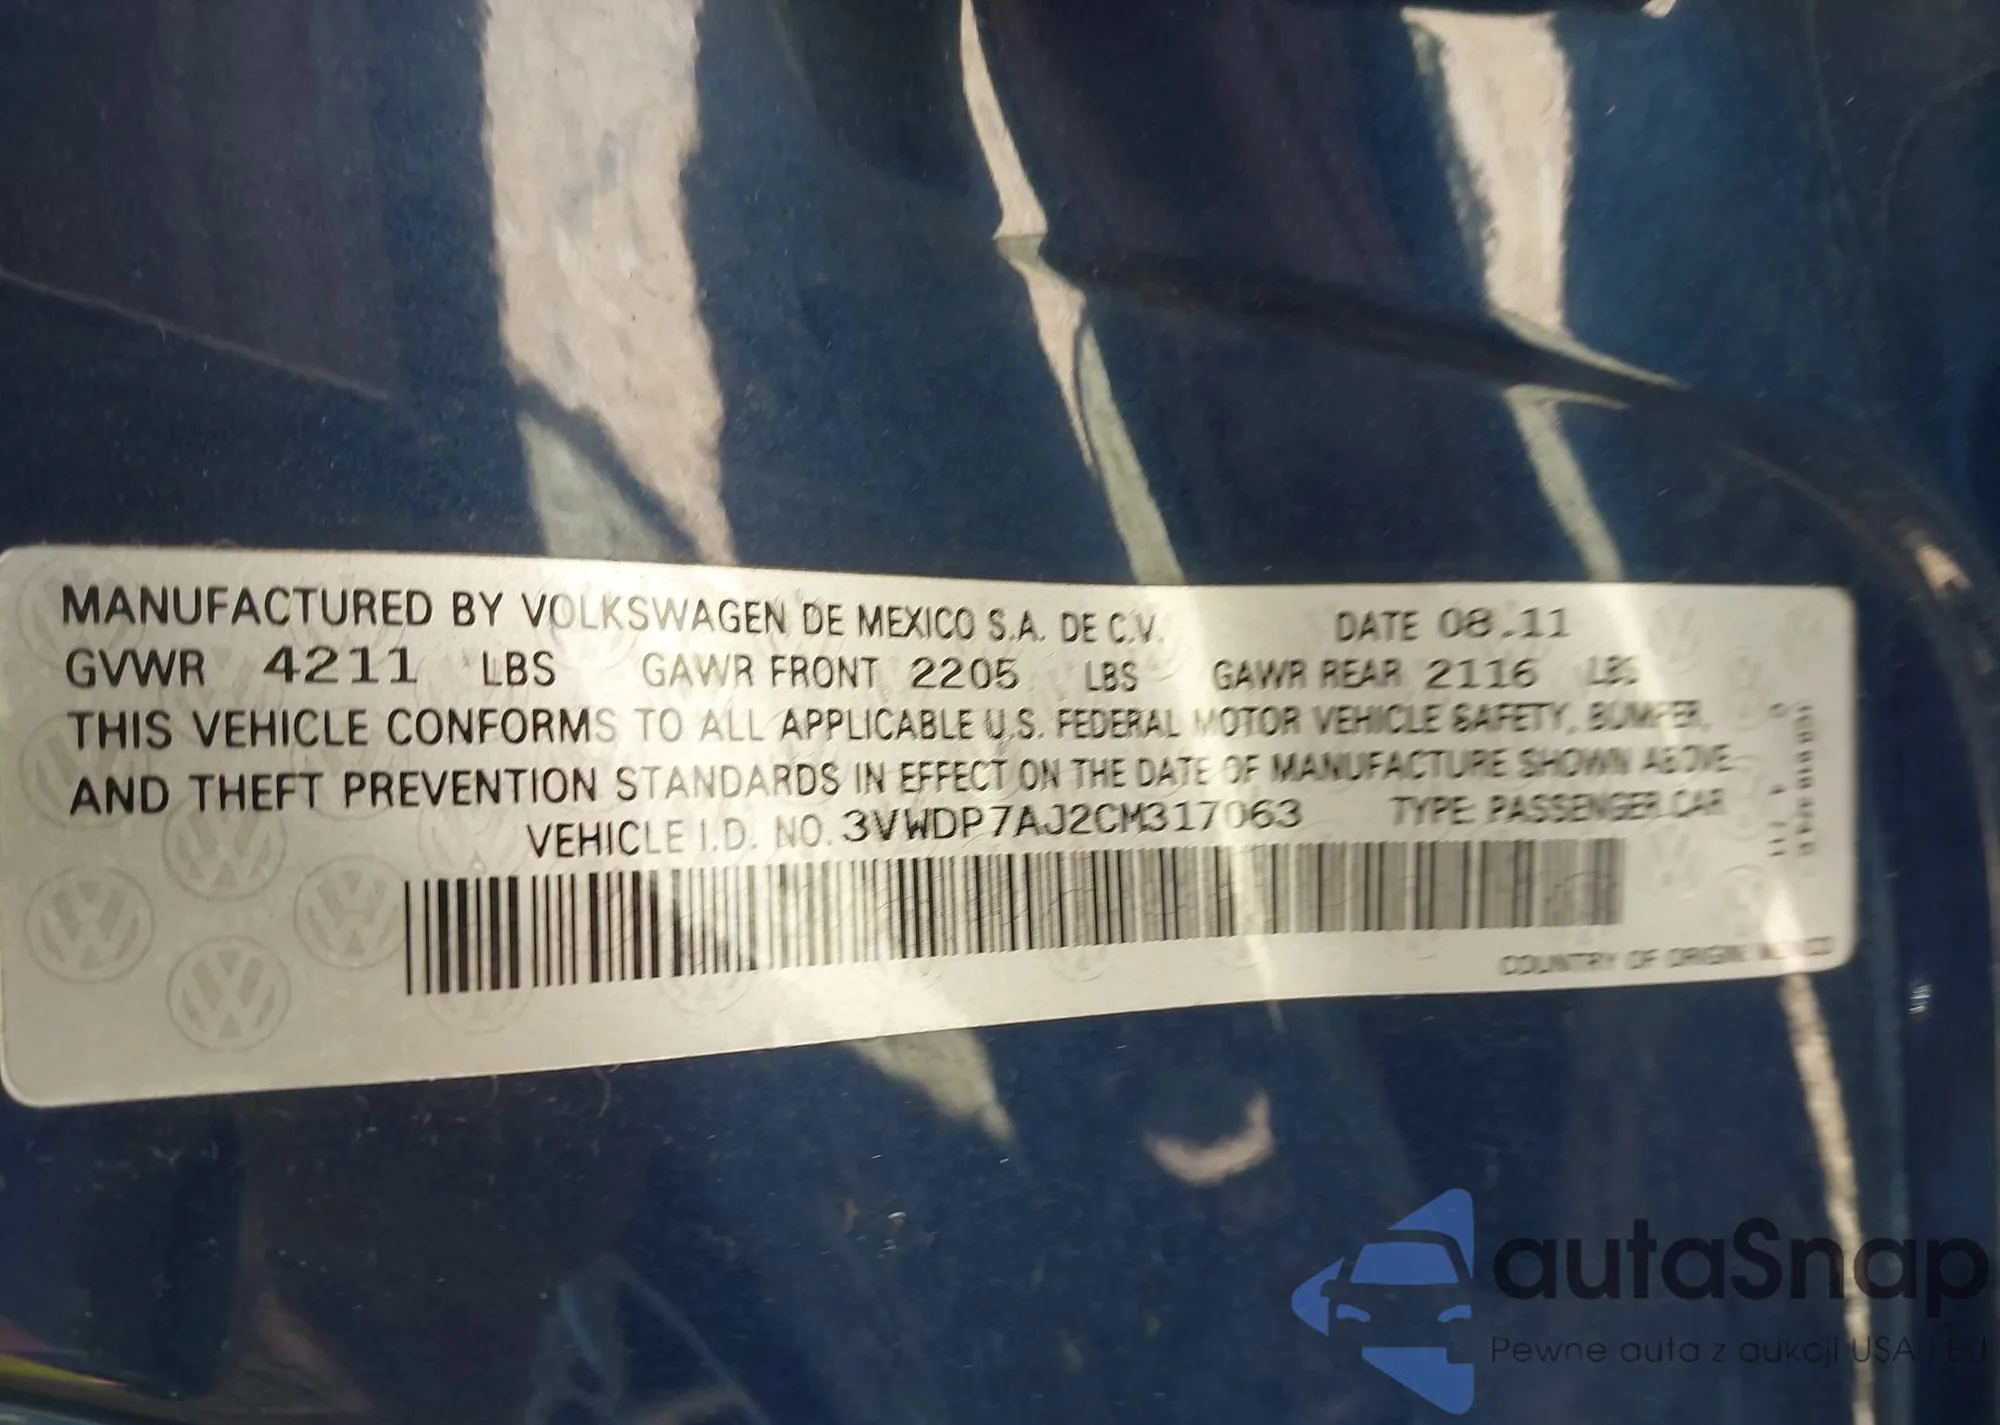 MANUFACTURED BY VOLKSWAGEN DE MEXICO S.A. DE C.V. DATE 08.11
GVWR 4211 LBS GAWR FRONT 2205 LBS GAWR REAR 2116 LBS
THIS VEHICLE CONFORMS TO ALL APPLICABLE U.S. FEDERAL MOTOR VEHICLE SAFETY, BUMPER,
AND THEFT PREVENTION STANDARDS IN EFFECT ON THE DATE OF MANUFACTURE SHOWN ABOVE
VEHICLE I.D. NO. 3VWDP7AJ2CM317063 TYPE: PASSENGER CAR
COUNTRY OF ORIGIN MEXICO
autaSnap
Pewne auta z aukcji USA i EU